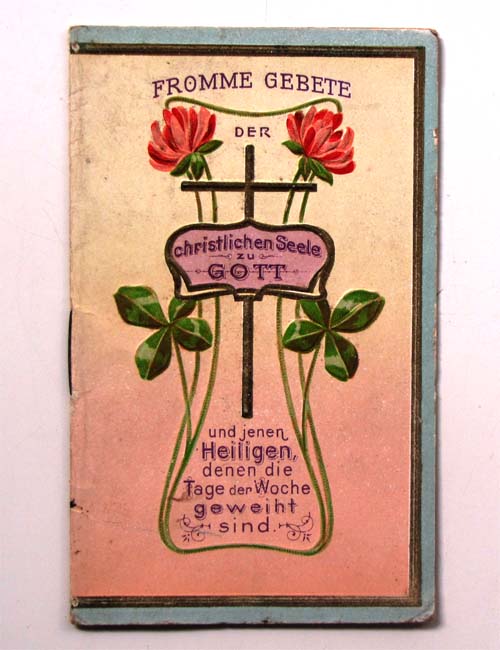 FROMME GEBETE
DER
christlichen Seele
zu
GOTT
und jenen
Heiligen,
denen die
Tage der Woche
geweiht
sind.